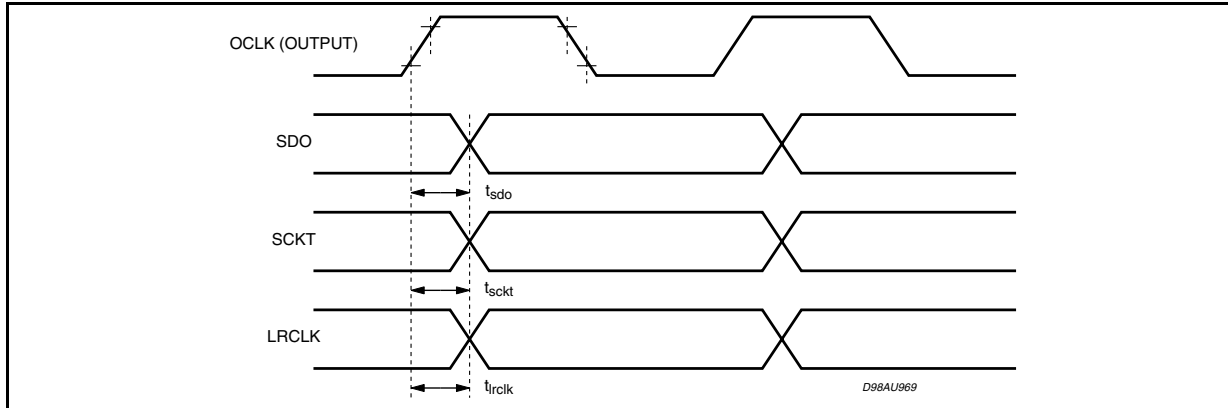 OCLK (OUTPUT)
SDO
tsdo
SCKT
tsckt
LRCLK
tlrclk
D98AU969